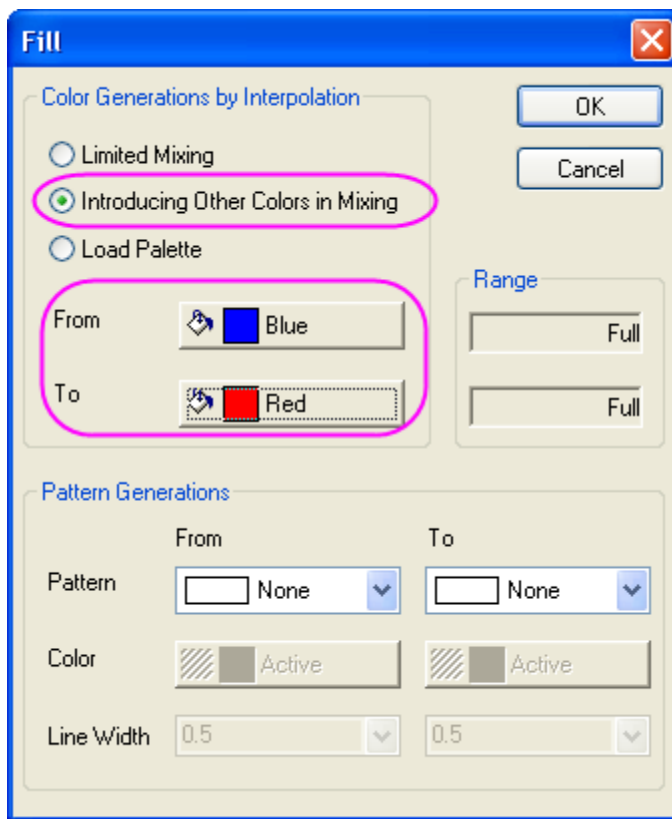 Fill
Color Generations by Interpolation
OK
Limited Mixing
Cancel
Introducing Other Colors in Mixing
Load Palette
Range
From
Blue
Full
To
Red
Full
Pattern Generations
From
To
Pattern
None
None
Color
Active
Active
Line Width
0.5
0.5